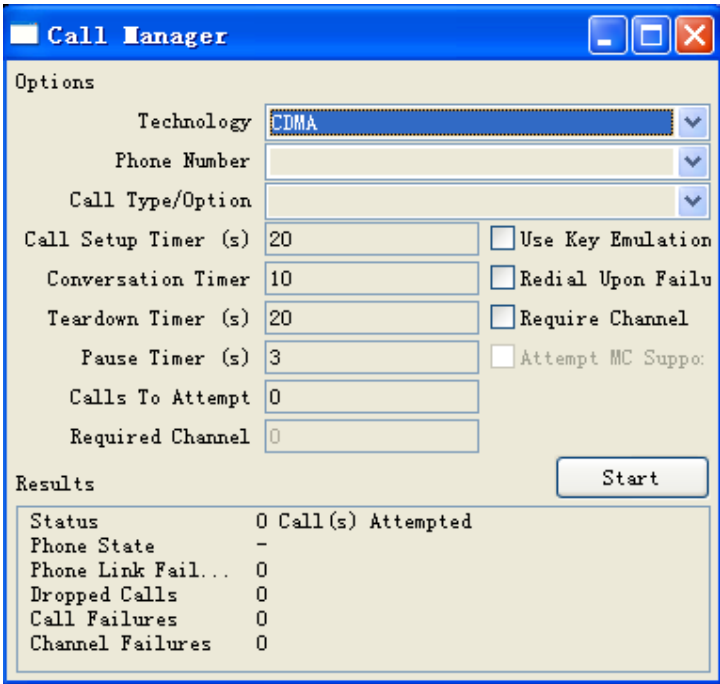 Call Manager
Options
Technology CDMA
Phone Number
Call Type/Option
Call Setup Timer (s) 20 Use Key Emulation
Conversation Timer 10 Redial Upon Failu
Teardown Timer (s) 20 Require Channel
Pause Timer (s) 3 Attempt MC Suppo
Calls To Attempt 0
Required Channel 0
Start
Results
Status 0 Call(s) Attempted
Phone State -
Phone Link Fail... 0
Dropped Calls 0
Call Failures 0
Channel Failures 0